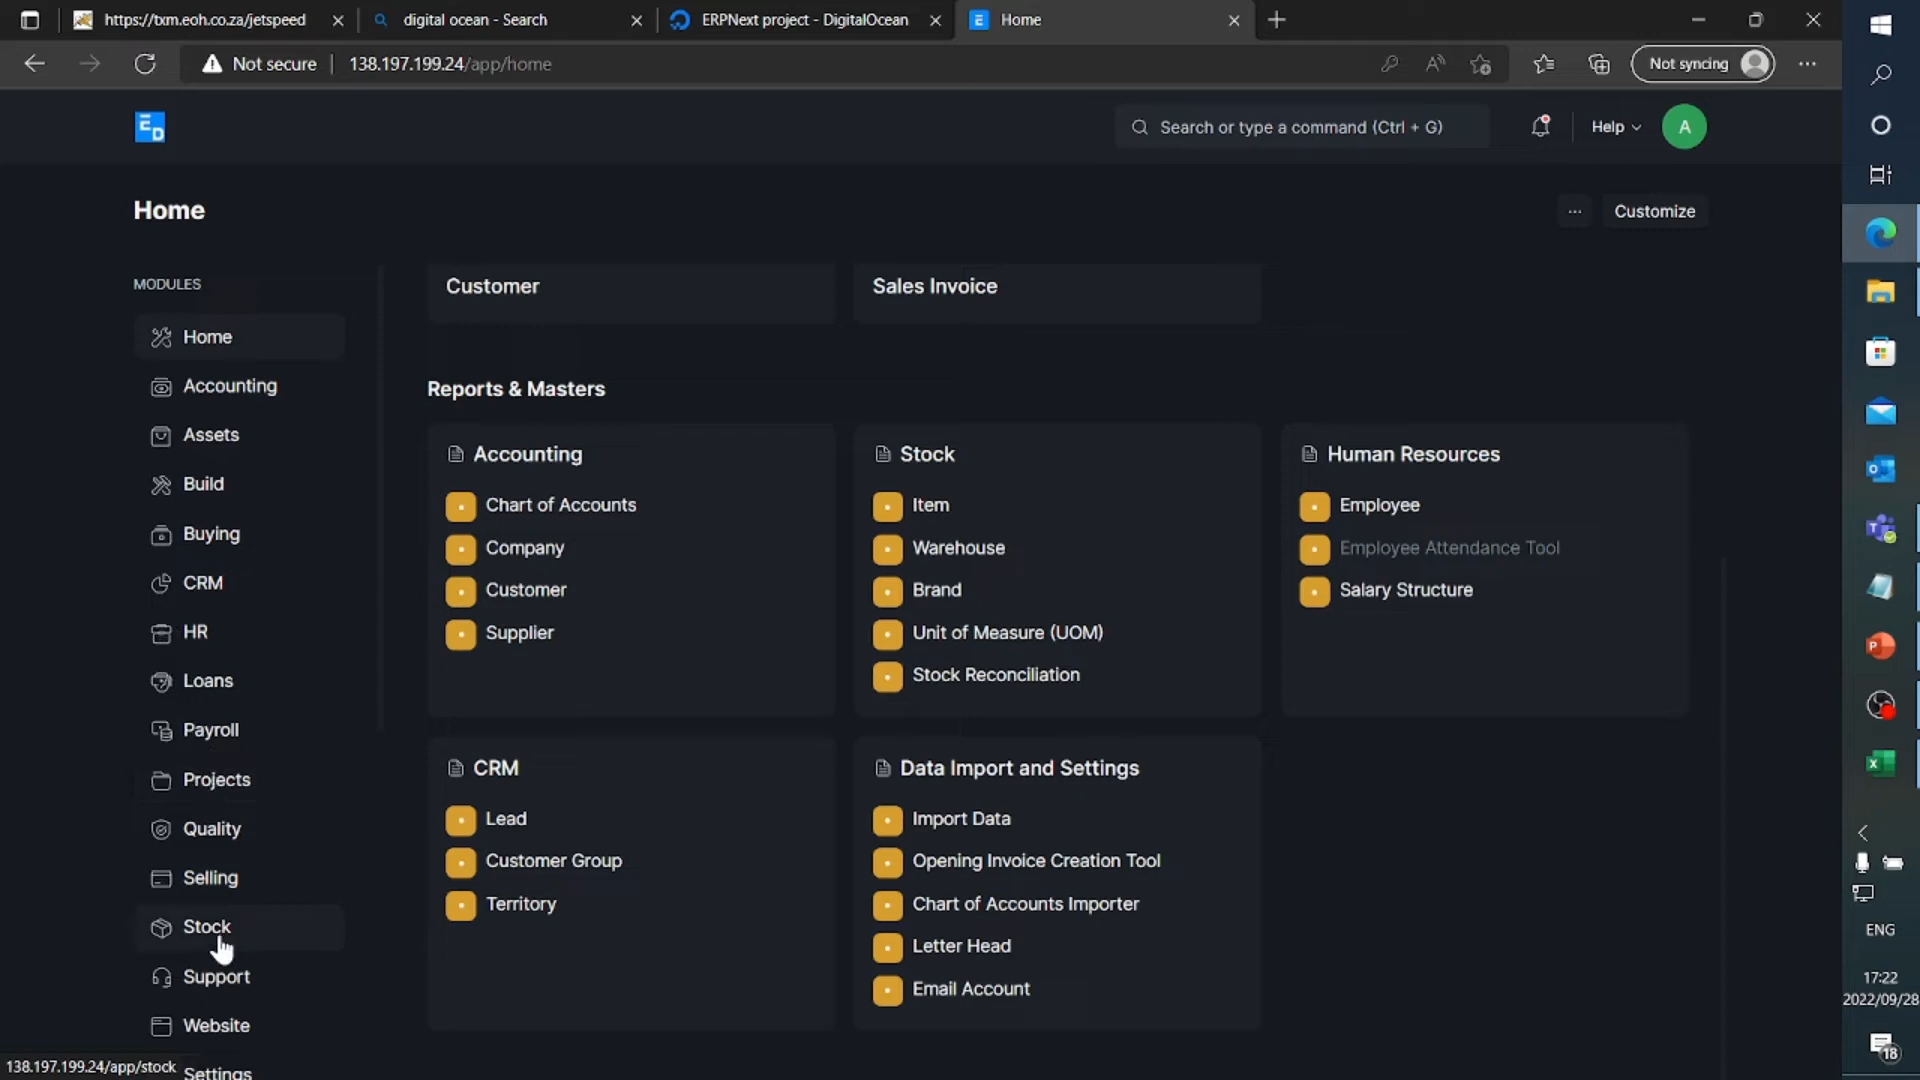 https://txm.eoh.co.za/jetspeed
digital ocean - Search
ERPNext project - DigitalOcean
Home
Not secure
138.197.199.24/app/home
Not syncing
Search or type a command (Ctrl + G)
Help
A
Home
Customize
MODULES
Home
Accounting
Assets
Build
Buying
CRM
HR
Loans
Payroll
Projects
Quality
Selling
Stock
Support
Website
Settings
Customer
Sales Invoice
Reports & Masters
Accounting
Chart of Accounts
Company
Customer
Supplier
Stock
Item
Warehouse
Brand
Unit of Measure (UOM)
Stock Reconciliation
Human Resources
Employee
Employee Attendance Tool
Salary Structure
CRM
Lead
Customer Group
Territory
Data Import and Settings
Import Data
Opening Invoice Creation Tool
Chart of Accounts Importer
Letter Head
Email Account
138.197.199.24/app/stock
ENG
17:22
2022/09/28
18